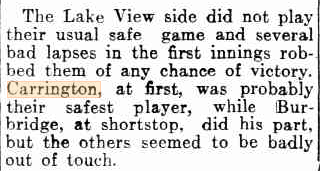 The Lake View side did not play
their usual safe game and several
bad lapses in the first innings rob-
bed them of any chance of victory.
Carrington, at first, was probably
their safest player, while Bur-
bridge, at shortstop, did his part,
but the others seemed to be badly
out of touch.